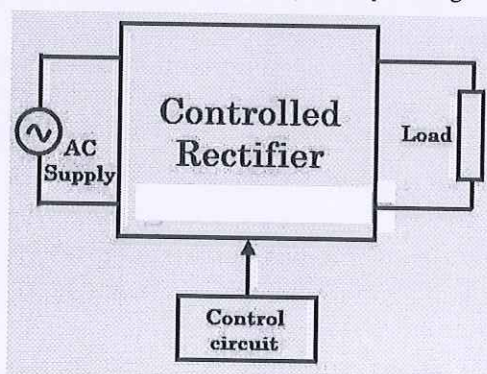 Controlled
Rectifier
AC
Supply
Load
Control
circuit